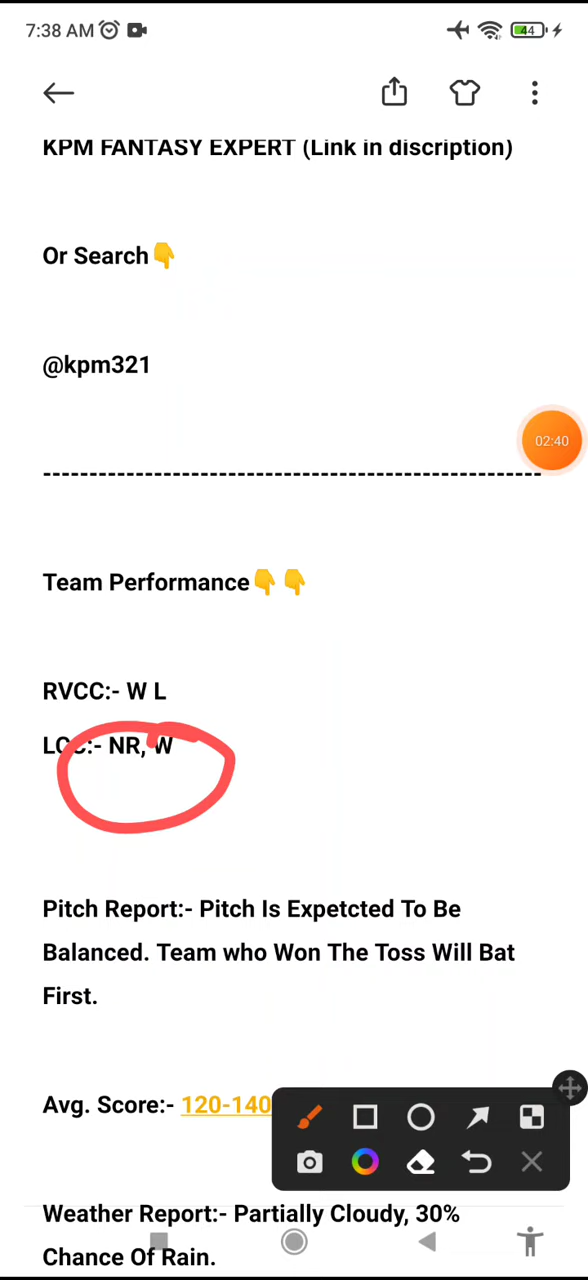 7:38 AM
44
KPM FANTASY EXPERT (Link in discription)
Or Search👇
@kpm321
02:40
------------------------------------------------------
Team Performance👇👇
RVCC:- W L
LCC:- NR, W
Pitch Report:- Pitch Is Expetcted To Be
Balanced. Team who Won The Toss Will Bat
First.
Avg. Score:- 120-140
Weather Report:- Partially Cloudy, 30%
Chance Of Rain.